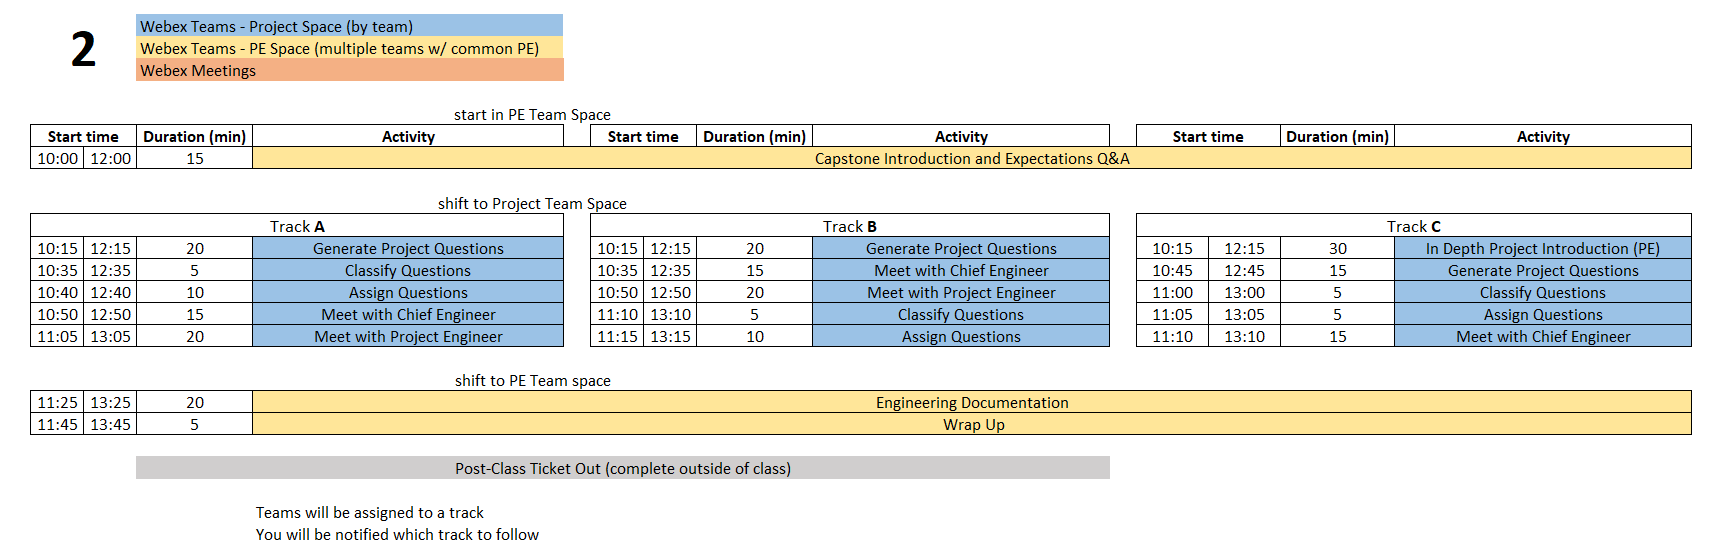 2
Webex Teams - Project Space (by team)
Webex Teams - PE Space (multiple teams w/ common PE)
Webex Meetings
start in PE Team Space
Start time Duration (min) Activity Start time Duration (min) Activity Start time Duration (min) Activity
10:00 12:00 15 Capstone Introduction and Expectations Q&A
shift to Project Team Space
Track A Track B Track C
10:15 12:15 20 Generate Project Questions 10:15 12:15 20 Generate Project Questions 10:15 12:15 30 In Depth Project Introduction (PE)
10:35 12:35 5 Classify Questions 10:35 12:35 15 Meet with Chief Engineer 10:45 12:45 15 Generate Project Questions
10:40 12:40 10 Assign Questions 10:50 12:50 20 Meet with Project Engineer 11:00 13:00 5 Classify Questions
10:50 12:50 15 Meet with Chief Engineer 11:10 13:10 5 Classify Questions 11:05 13:05 5 Assign Questions
11:05 13:05 20 Meet with Project Engineer 11:15 13:15 10 Assign Questions 11:10 13:10 15 Meet with Chief Engineer
shift to PE Team space
11:25 13:25 20 Engineering Documentation
11:45 13:45 5 Wrap Up
Post-Class Ticket Out (complete outside of class)
Teams will be assigned to a track
You will be notified which track to follow